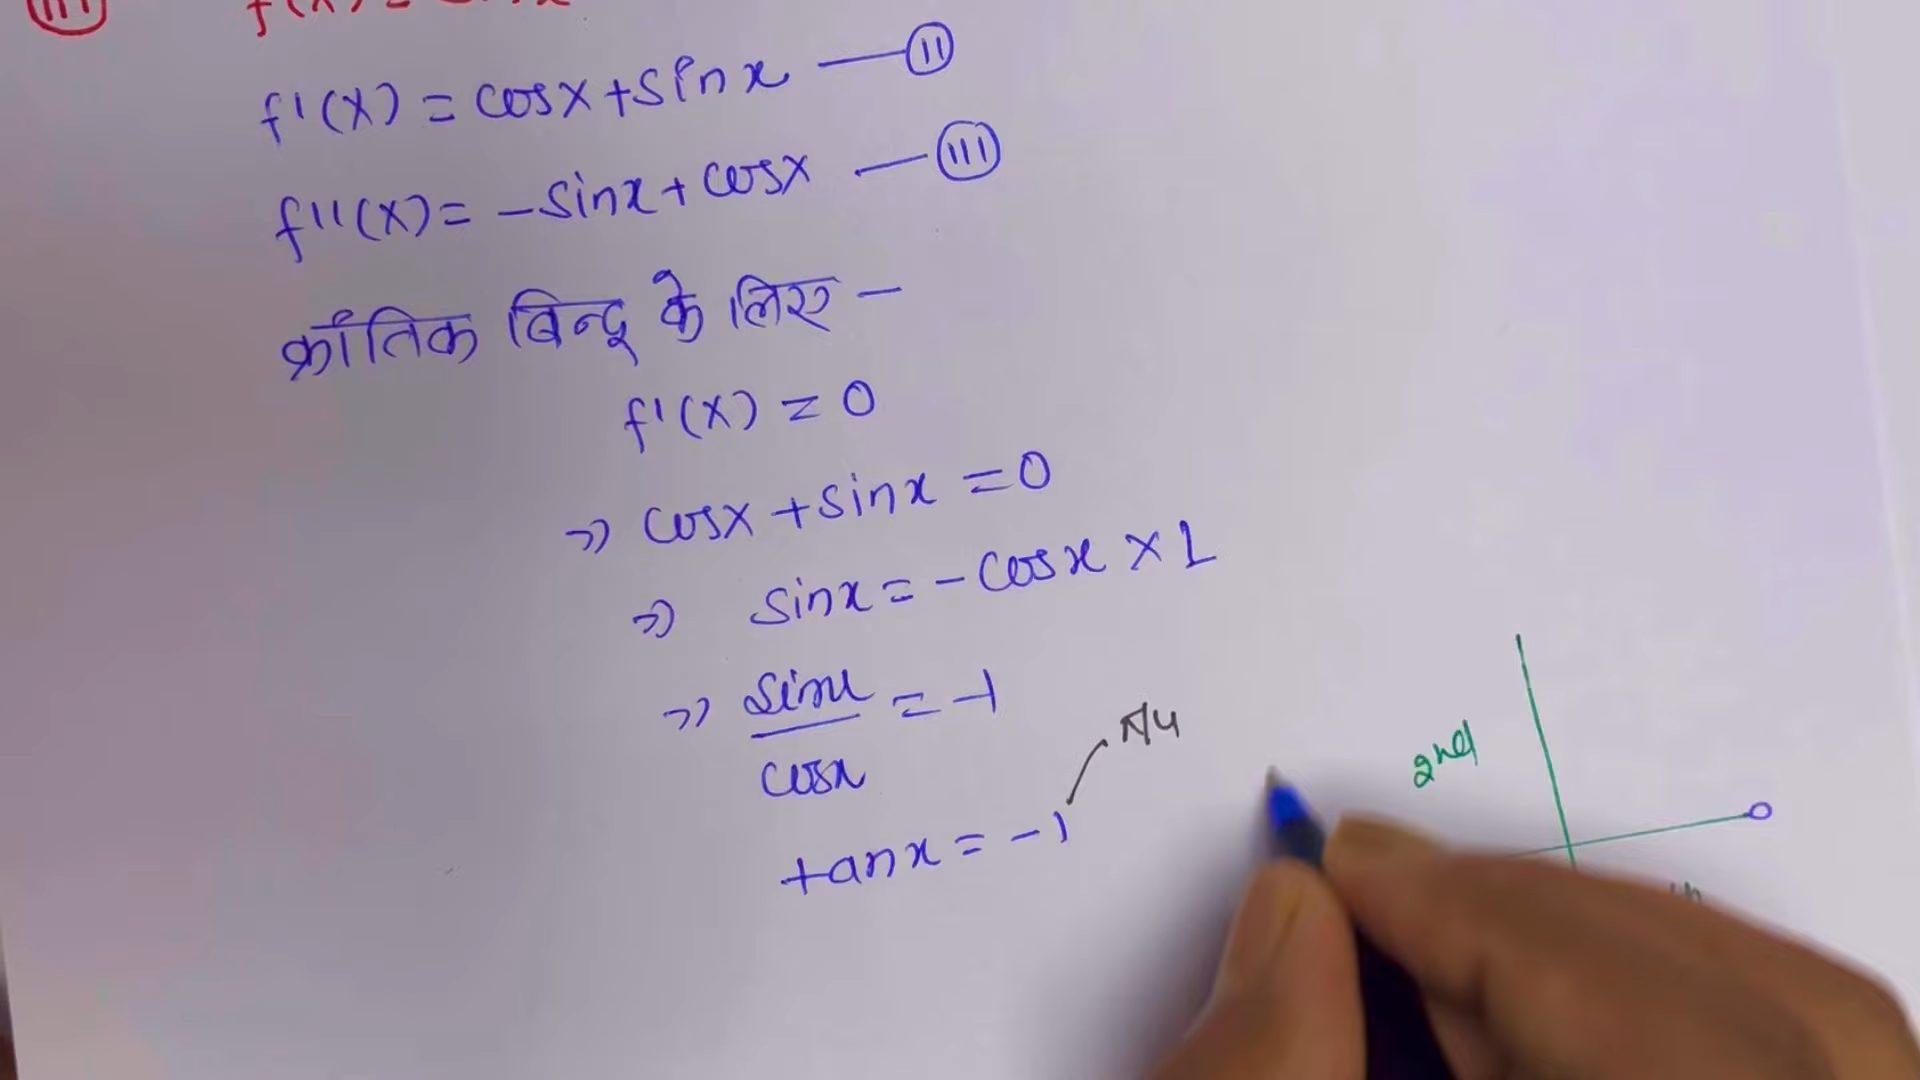 f'(x) = cosx + sinx — (II)
f''(x) = -sinx + cosx — (III)
क्राँतिक बिन्दू के लिए -
f'(x) = 0
⇒ cosx + sinx = 0
⇒ sinx = -cosx × 1
⇒ sinx/cosx = -1
π/4
2nd
tanx = -1